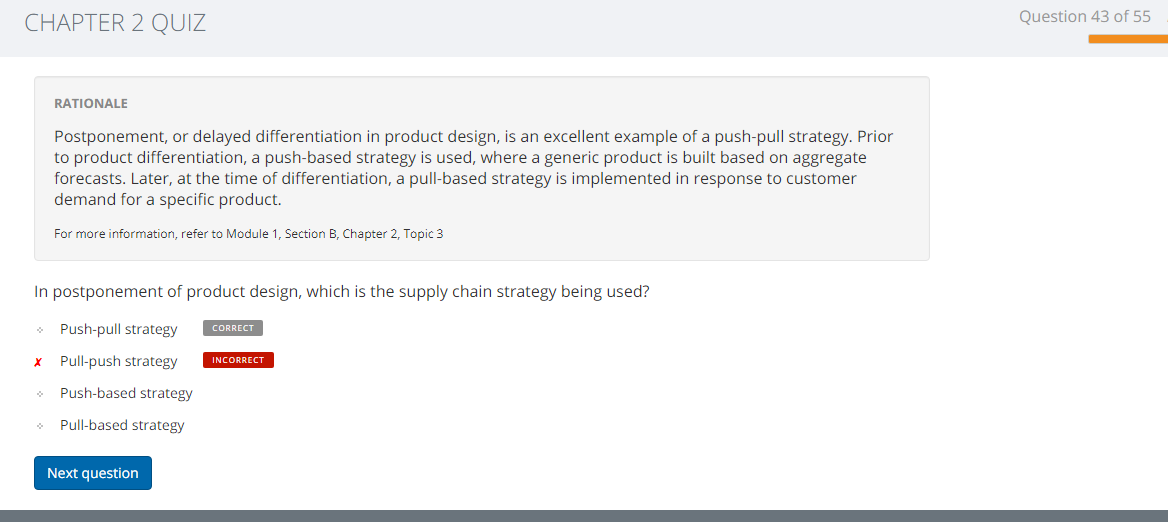 CHAPTER 2 QUIZ
Question 43 of 55
RATIONALE
Postponement, or delayed differentiation in product design, is an excellent example of a push-pull strategy. Prior
to product differentiation, a push-based strategy is used, where a generic product is built based on aggregate
forecasts. Later, at the time of differentiation, a pull-based strategy is implemented in response to customer
demand for a specific product.
For more information, refer to Module 1, Section B, Chapter 2, Topic 3
In postponement of product design, which is the supply chain strategy being used?
Push-pull strategy CORRECT
✗ Pull-push strategy INCORRECT
Push-based strategy
Pull-based strategy
Next question